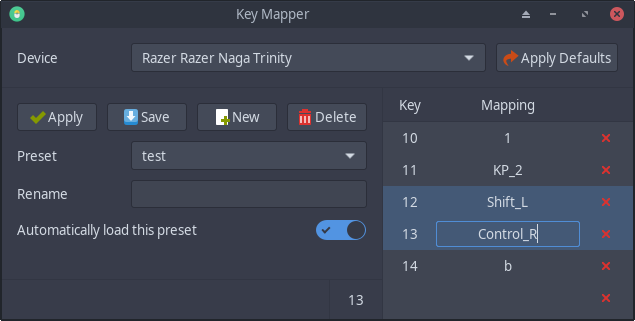 Key Mapper
Device
Razer Razer Naga Trinity
Apply Defaults
Apply
Save
New
Delete
Preset
test
Rename
Automatically load this preset
13
Key Mapping
10 1
11 KP_2
12 Shift_L
13 Control_R
14 b